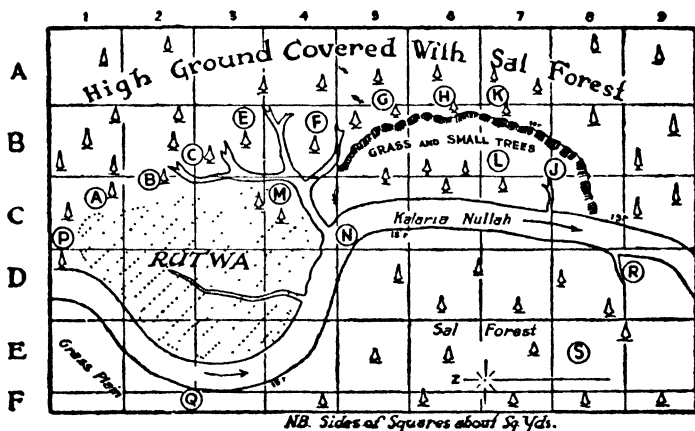 1 2 3 4 5 6 7 8 9
A
High Ground Covered With Sal Forest
G H K
B
E F
GRASS AND SMALL TREES
C
L
J
B
A
M
C
Kalaria Nullah
P
N
RUTWA
D
R
Sal Forest
E
S
Grass Plain
Z
F
Q
NB. Sides of Squares about 59 Yds.